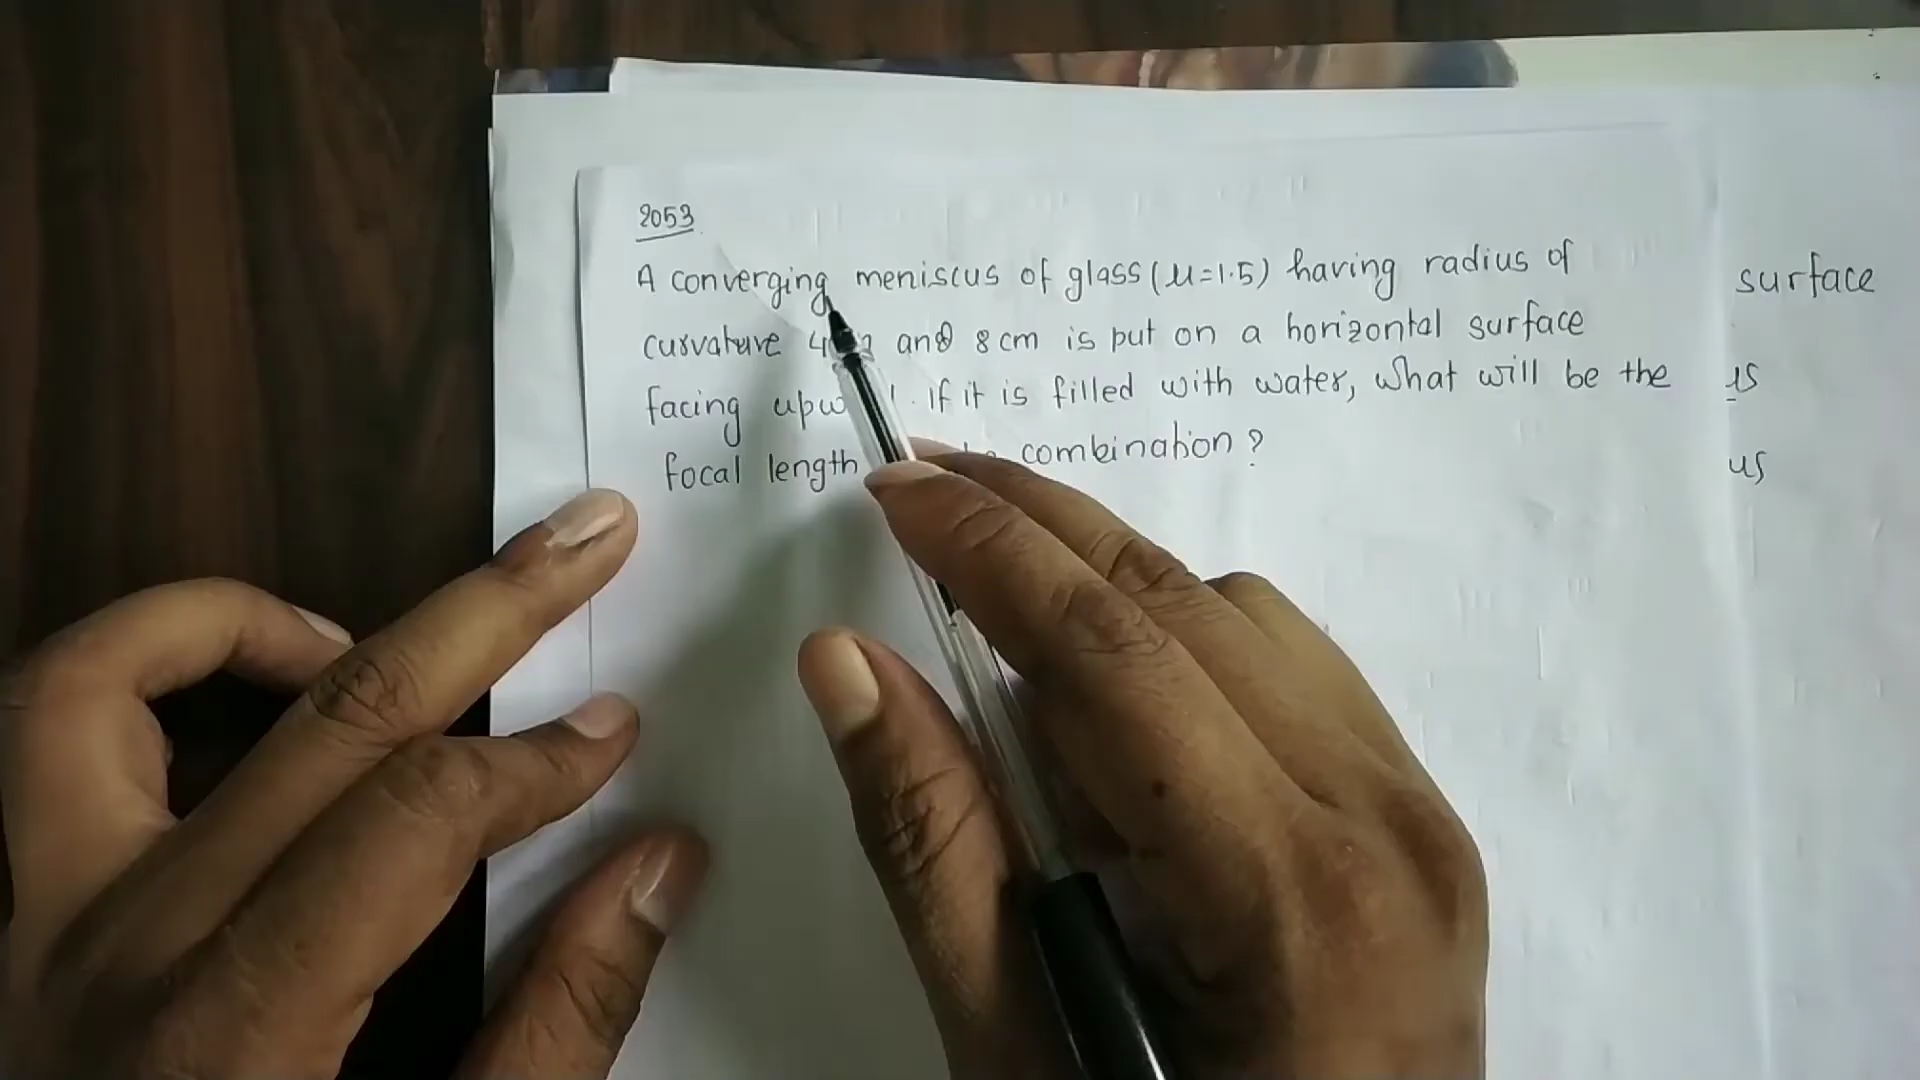 2053
A converging meniscus of glass (μ=1.5) having radius of
curvature and 8 cm is put on a horizontal surface
facing If it is filled with water, what will be the
focal length combination?
surface
is
us